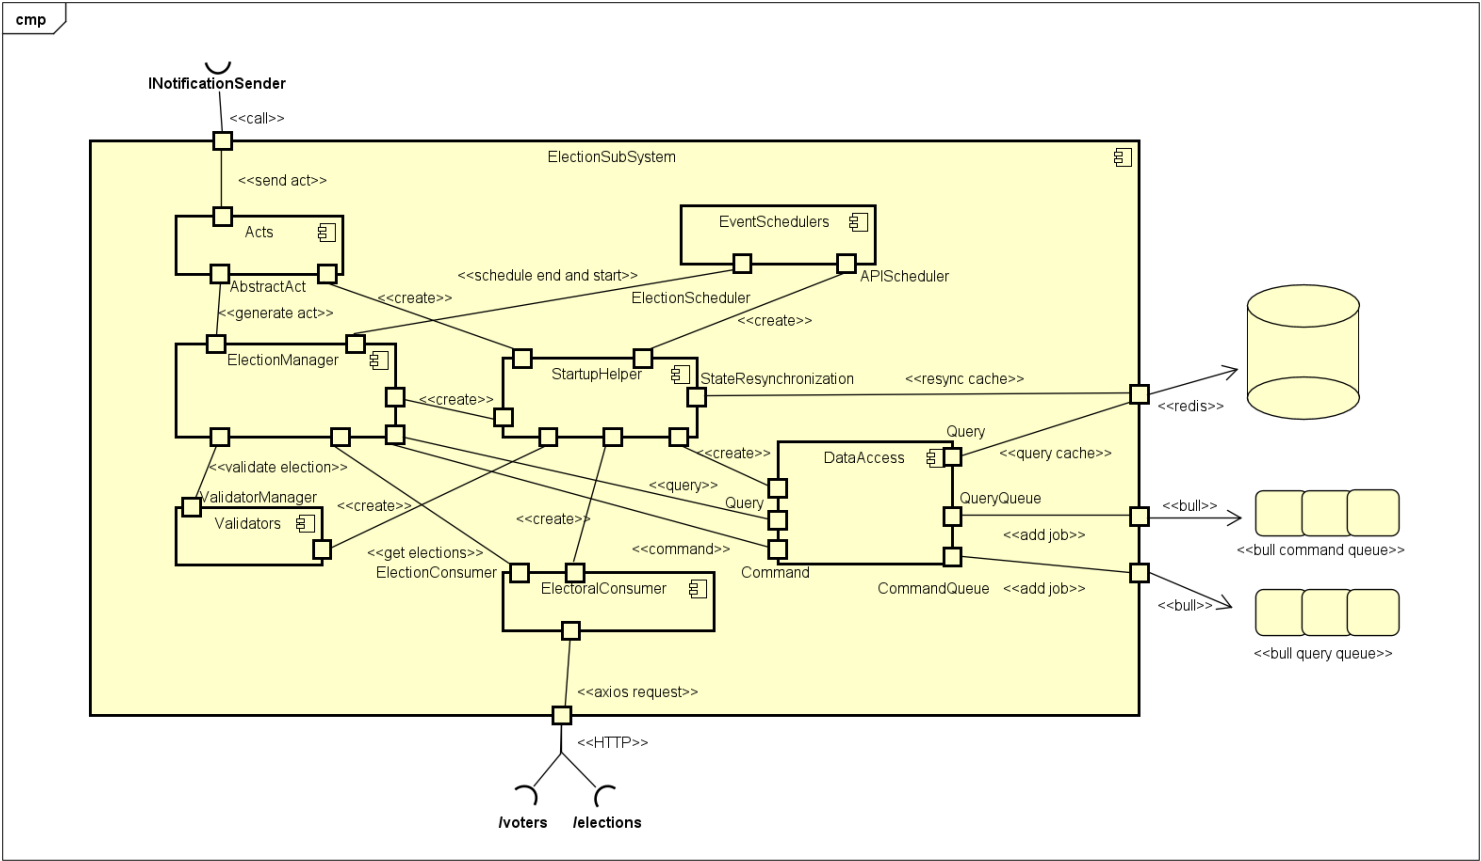 cmp
INotificationSender
<<call>>
ElectionSubSystem
<<send act>>
EventSchedulers
Acts
<<schedule end and start>>
APIScheduler
AbstractAct
<<create>>
ElectionScheduler
<<generate act>>
<<create>>
ElectionManager
StartupHelper
StateResynchronization
<<resync cache>>
<<create>>
<<redis>>
Query
<<create>>
DataAccess
<<query cache>>
<<validate election>>
<<query>>
ValidatorManager
<<create>>
Query
QueryQueue
<<bull>>
Validators
<<create>>
<<add job>>
<<get elections>>
<<command>>
<<bull command queue>>
ElectionConsumer
Command
ElectoralConsumer
CommandQueue
<<add job>>
<<bull>>
<<bull query queue>>
<<axios request>>
<<HTTP>>
/voters
/elections